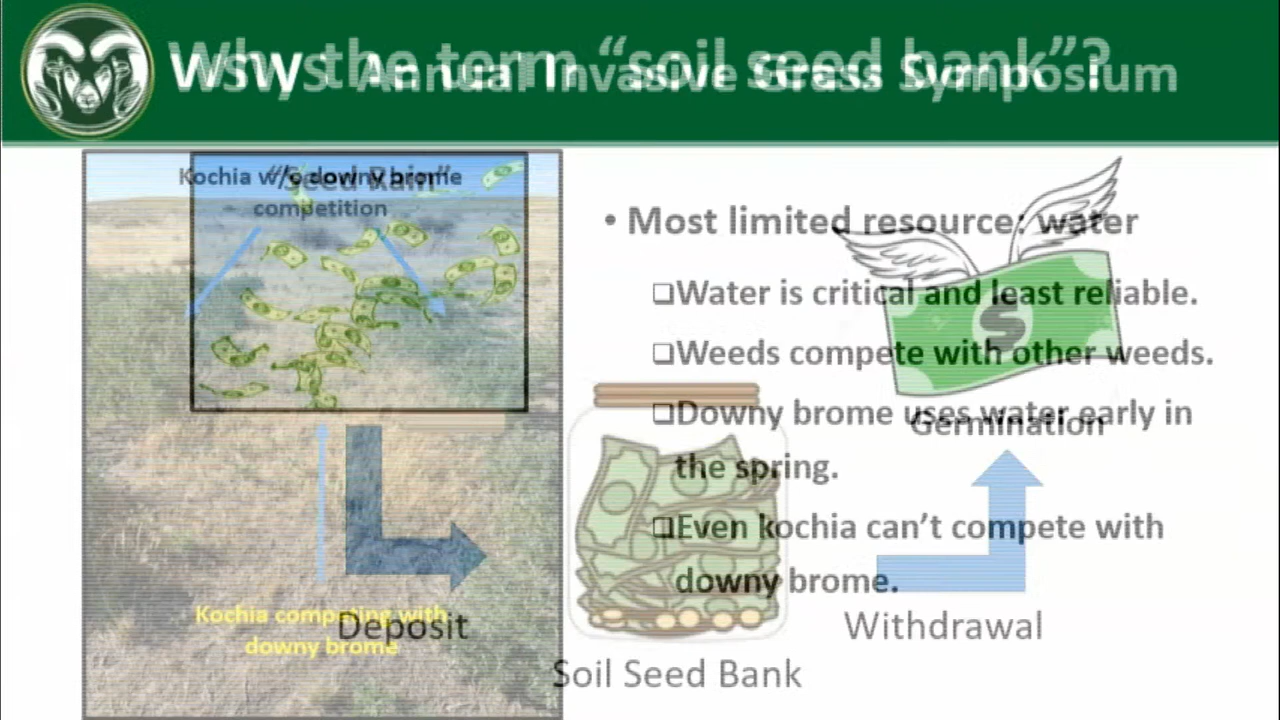 Why the term “soil seed bank”?
WSWS Annual Invasive Grass Symposium
“Seed Rain”
Kochia w/o downy brome
competition
• Most limited resource: water
❑Water is critical and least reliable.
❑Weeds compete with other weeds.
❑Downy brome uses water early in
the spring.
❑Even kochia can’t compete with
downy brome.
Germination
Kochia competing with
downy brome
Deposit
Withdrawal
Soil Seed Bank
$